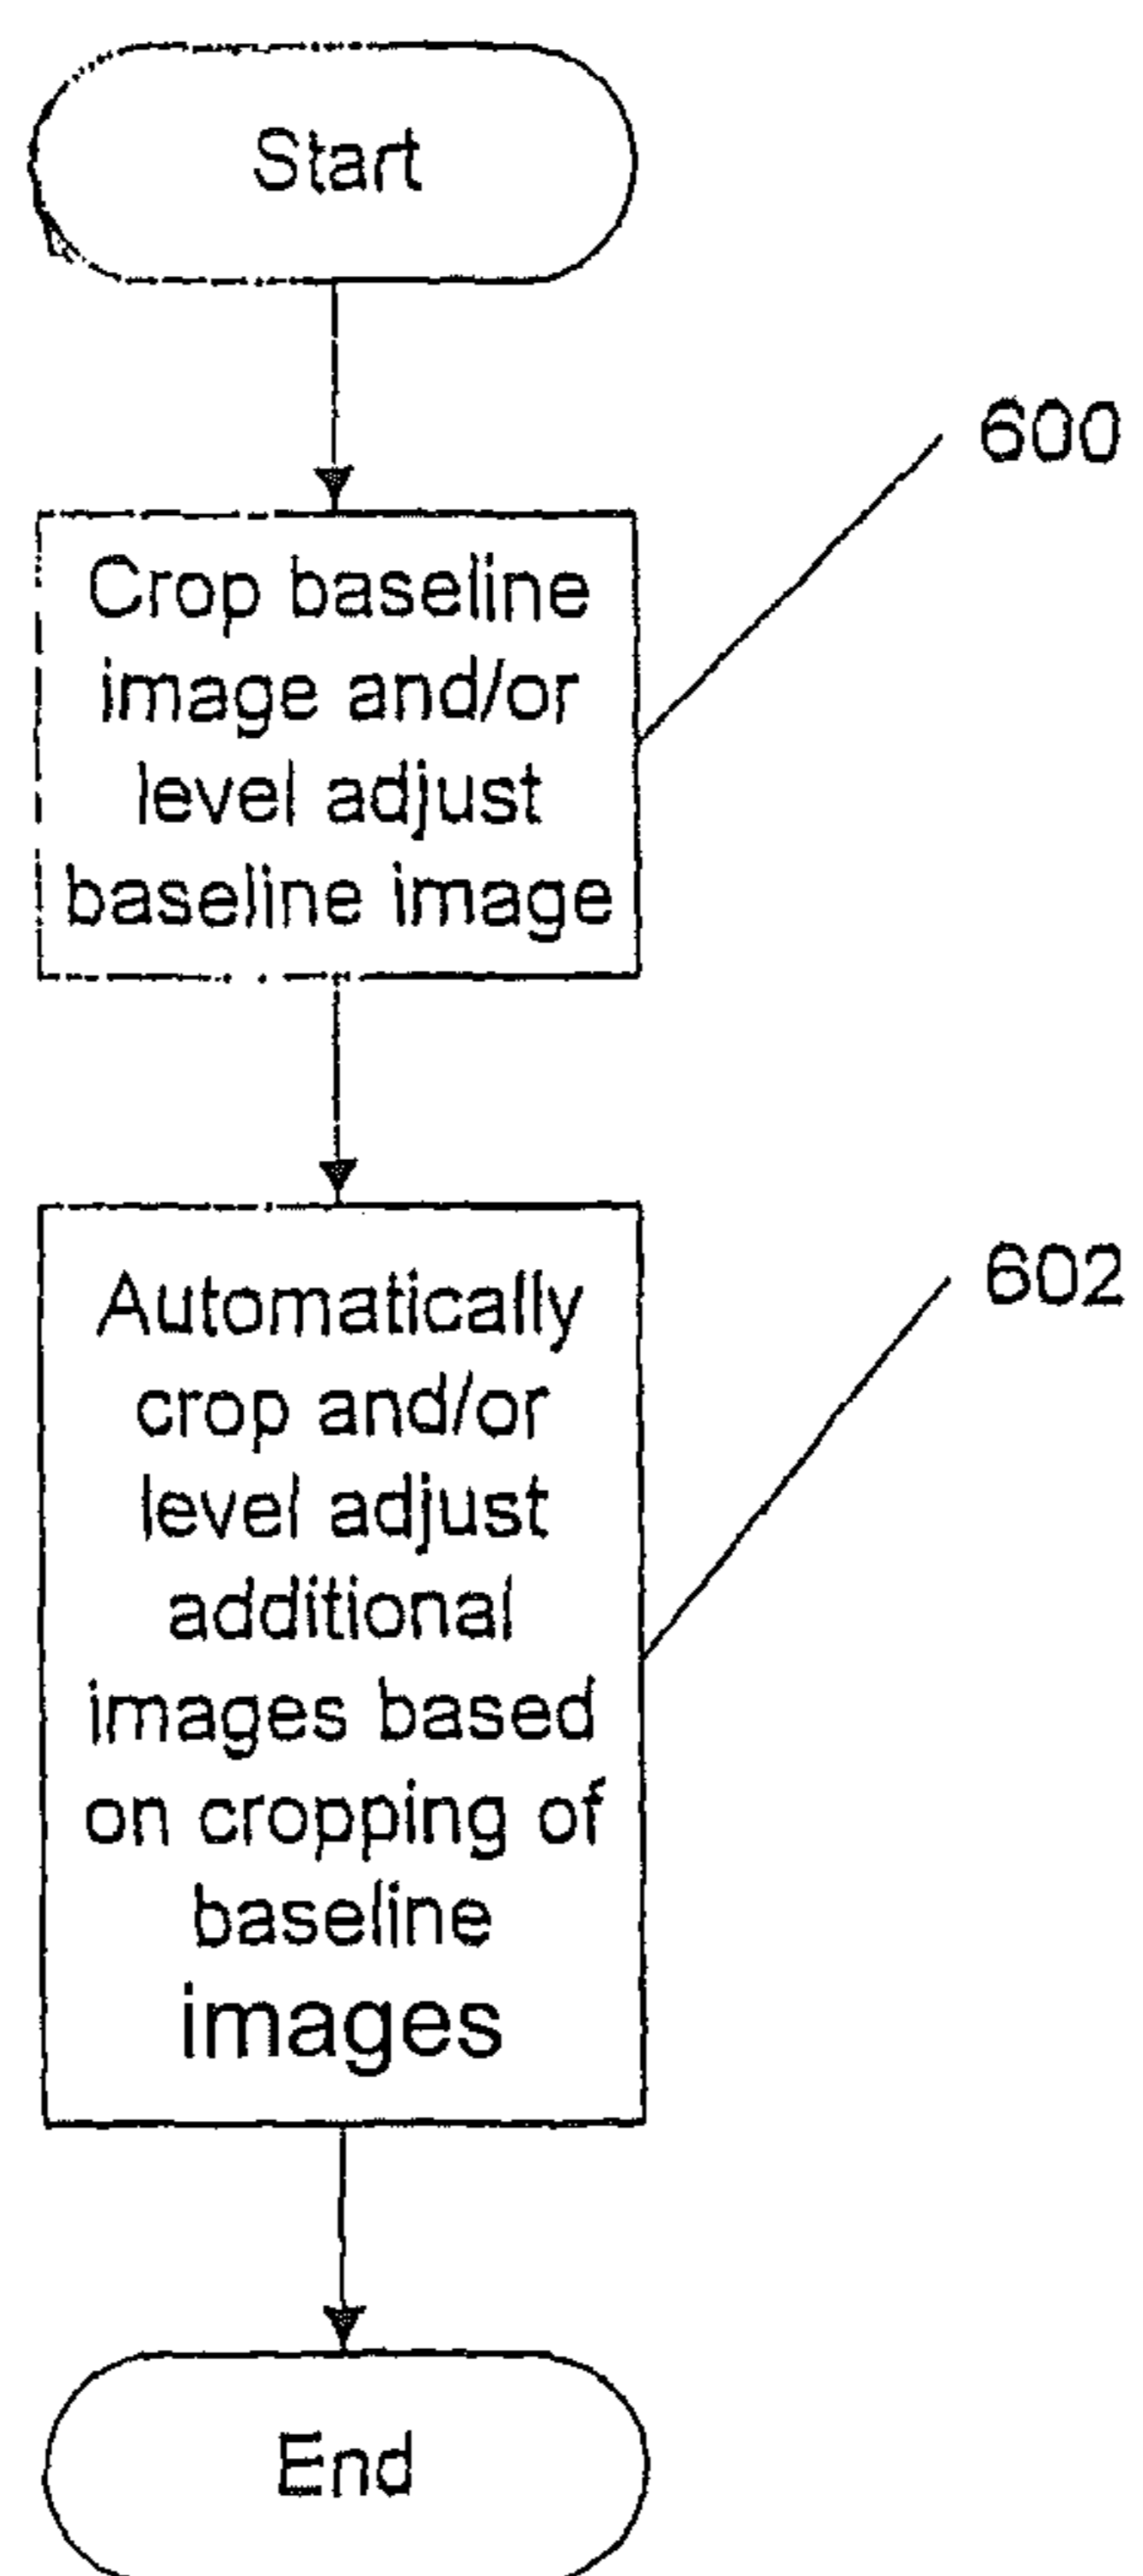 Start
600
Crop baseline
image and/or
level adjust
baseline image
602
Automatically
crop and/or
level adjust
additional
images based
on cropping of
baseline
images
End